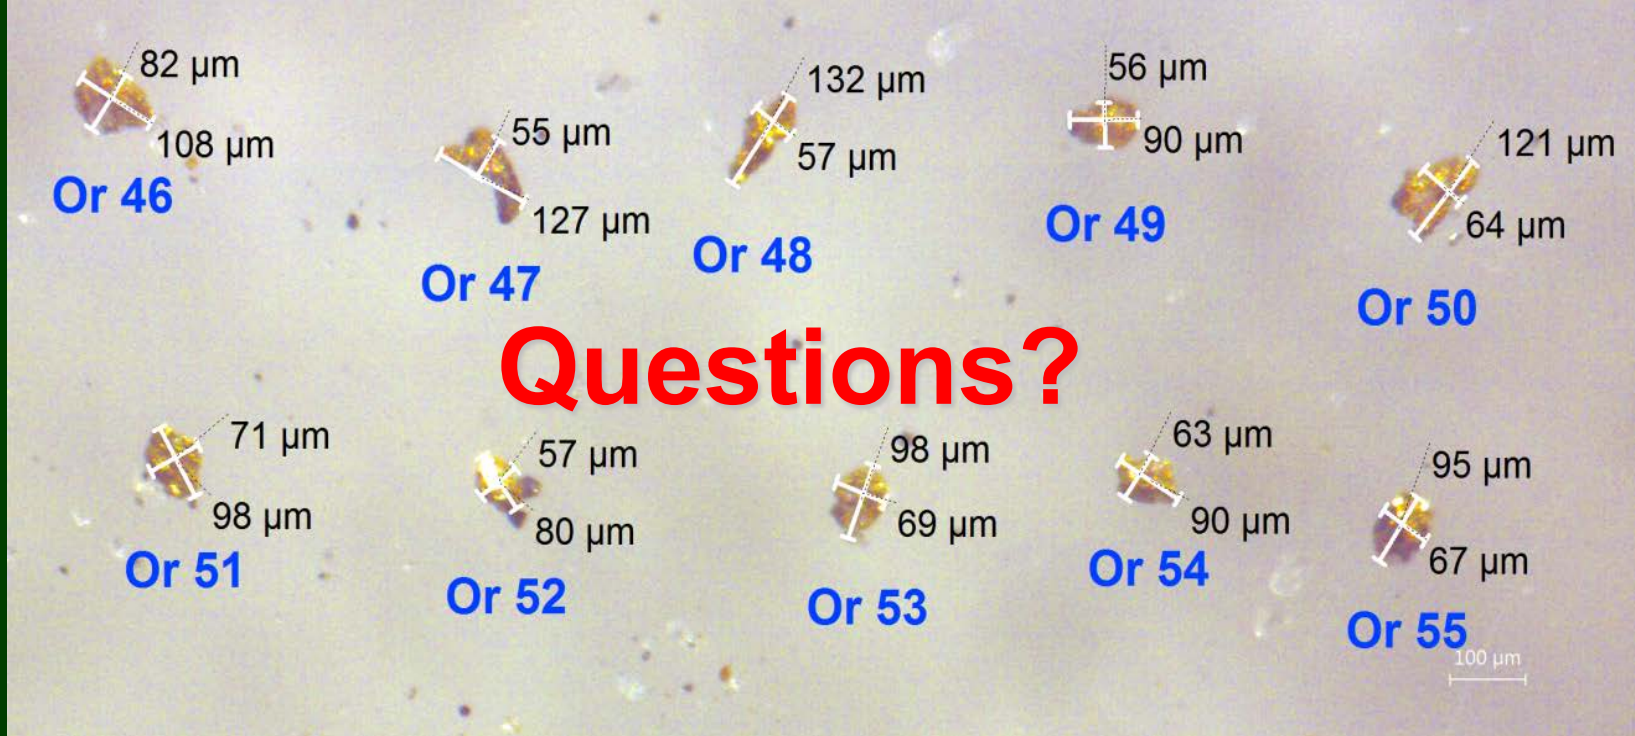 82 µm
108 µm
Or 46
55 µm
127 µm
Or 47
132 µm
57 µm
Or 48
56 µm
90 µm
Or 49
121 µm
64 µm
Or 50
Questions?
71 µm
98 µm
Or 51
57 µm
80 µm
Or 52
98 µm
69 µm
Or 53
63 µm
90 µm
Or 54
95 µm
67 µm
Or 55
100 µm